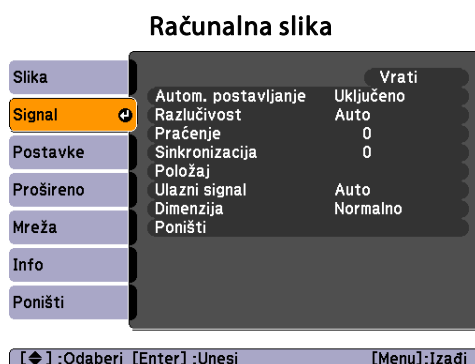 Računalna slika
Slika
Signal
Postavke
Prošireno
Mreža
Info
Poništi
Vrati
Autom. postavljanje Uključeno
Razlučivost Auto
Praćenje 0
Sinkronizacija 0
Položaj
Ulazni signal Auto
Dimenzija Normalno
Poništi
[ ] :Odaberi [Enter] :Unesi [Menu]:Izađi